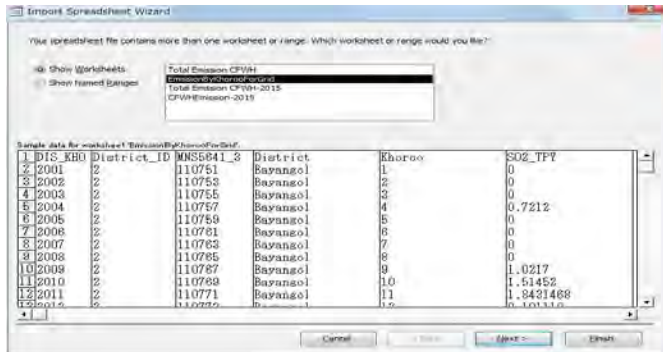 Import Spreadsheet Wizard
Your spreadsheet file contains more than one worksheet or range. Which worksheet or range would you like?
Show Worksheets
Show Named Ranges
Total Emission CFWH
EmissionByKhorooForGrid
Total Emission CFWH-2015
CFWHEmission-2015
Sample data for worksheet 'EmissionByKhorooForGrid'.
1 DIS_KHO District_ID MNS5641_3 District Khoroo SO2_TPY
2 2001 2 110751 Bayangol 1 0
3 2002 2 110753 Bayangol 2 0
4 2003 2 110755 Bayangol 3 0
5 2004 2 110757 Bayangol 4 0.7212
6 2005 2 110759 Bayangol 5 0
7 2006 2 110761 Bayangol 6 0
8 2007 2 110763 Bayangol 7 0
9 2008 2 110765 Bayangol 8 0
10 2009 2 110767 Bayangol 9 1.0217
11 2010 2 110769 Bayangol 10 1.51452
12 2011 2 110771 Bayangol 11 1.8431468
Cancel
Next >
Finish